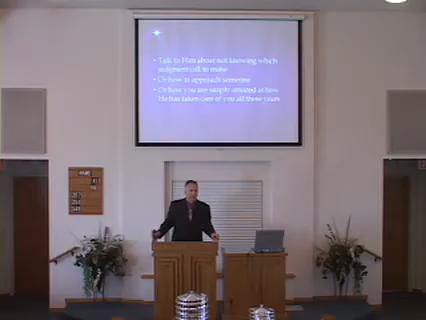 • Talk to Him about not knowing which
judgment call to make
• Or how to approach someone
• Or how you are simply amazed at how
He has taken care of you all these years